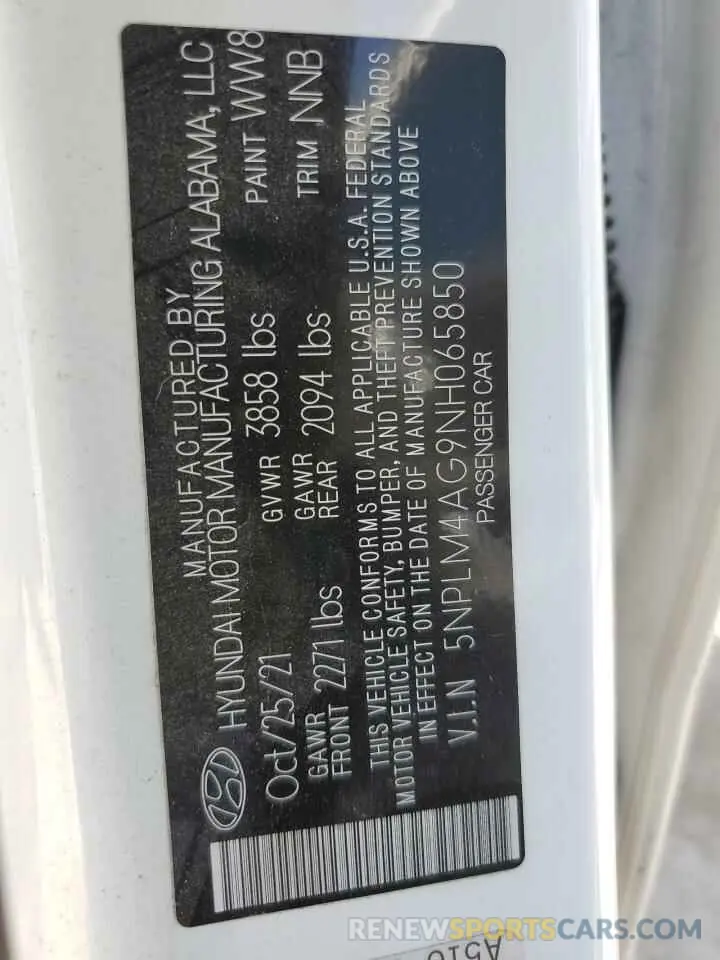 MANUFACTURED BY
HYUNDAI MOTOR MANUFACTURING ALABAMA, LLC
Oct/25/21 GVWR 3858 lbs PAINT WW8
GAWR FRONT 2271 lbs GAWR REAR 2094 lbs TRIM NNB
THIS VEHICLE CONFORMS TO ALL APPLICABLE U.S.A. FEDERAL
MOTOR VEHICLE SAFETY, BUMPER, AND THEFT PREVENTION STANDARDS
IN EFFECT ON THE DATE OF MANUFACTURE SHOWN ABOVE
V.I.N 5NPLM4AG9NH065850
PASSENGER CAR
A510
RENEWSPORTSCARS.COM